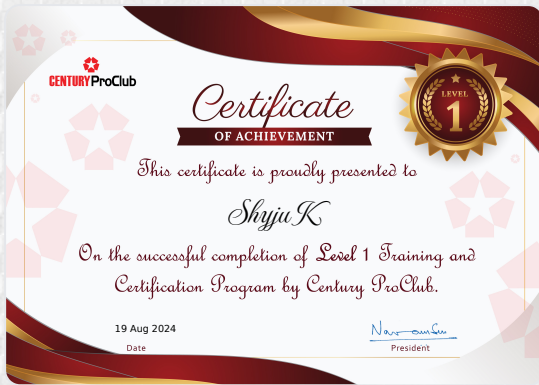 CENTURY ProClub
Certificate
OF ACHIEVEMENT
LEVEL
1
This certificate is proudly presented to
Shyju K
On the successful completion of Level 1 Training and
Certification Program by Century ProClub.
19 Aug 2024
Date
President